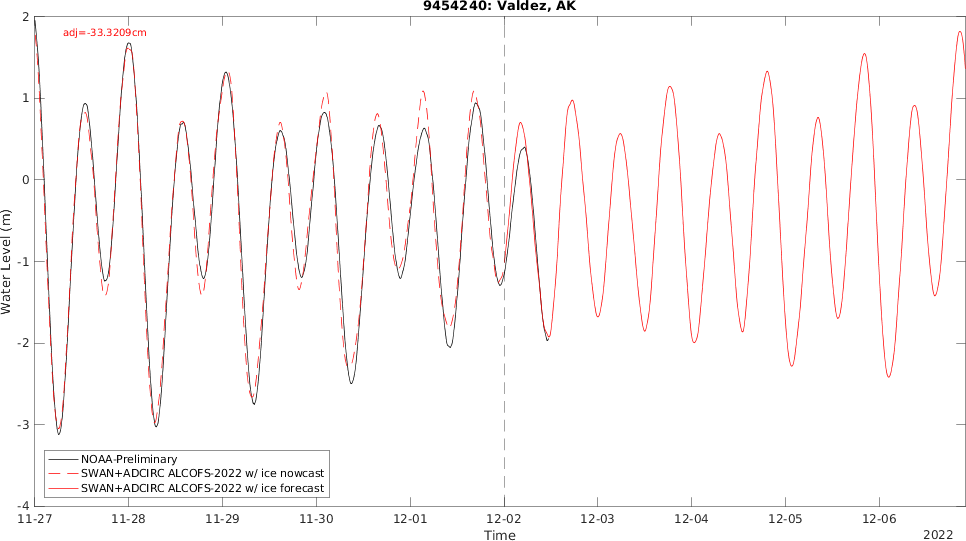 9454240: Valdez, AK
adj=-33.3209cm
Water Level (m)
2
1
0
-1
-2
-3
-4
NOAA-Preliminary
SWAN+ADCIRC ALCOFS-2022 w/ ice nowcast
SWAN+ADCIRC ALCOFS-2022 w/ ice forecast
11-27 11-28 11-29 11-30 12-01 12-02 12-03 12-04 12-05 12-06
Time
2022